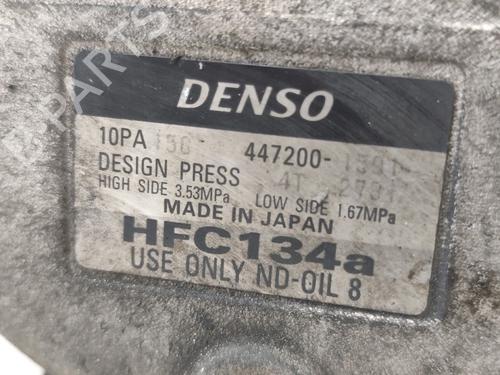 DENSO
10PA 447200-
DESIGN PRESS
HIGH SIDE 3.53MPa LOW SIDE 1.67MPa
MADE IN JAPAN
HFC134a
USE ONLY ND-OIL 8